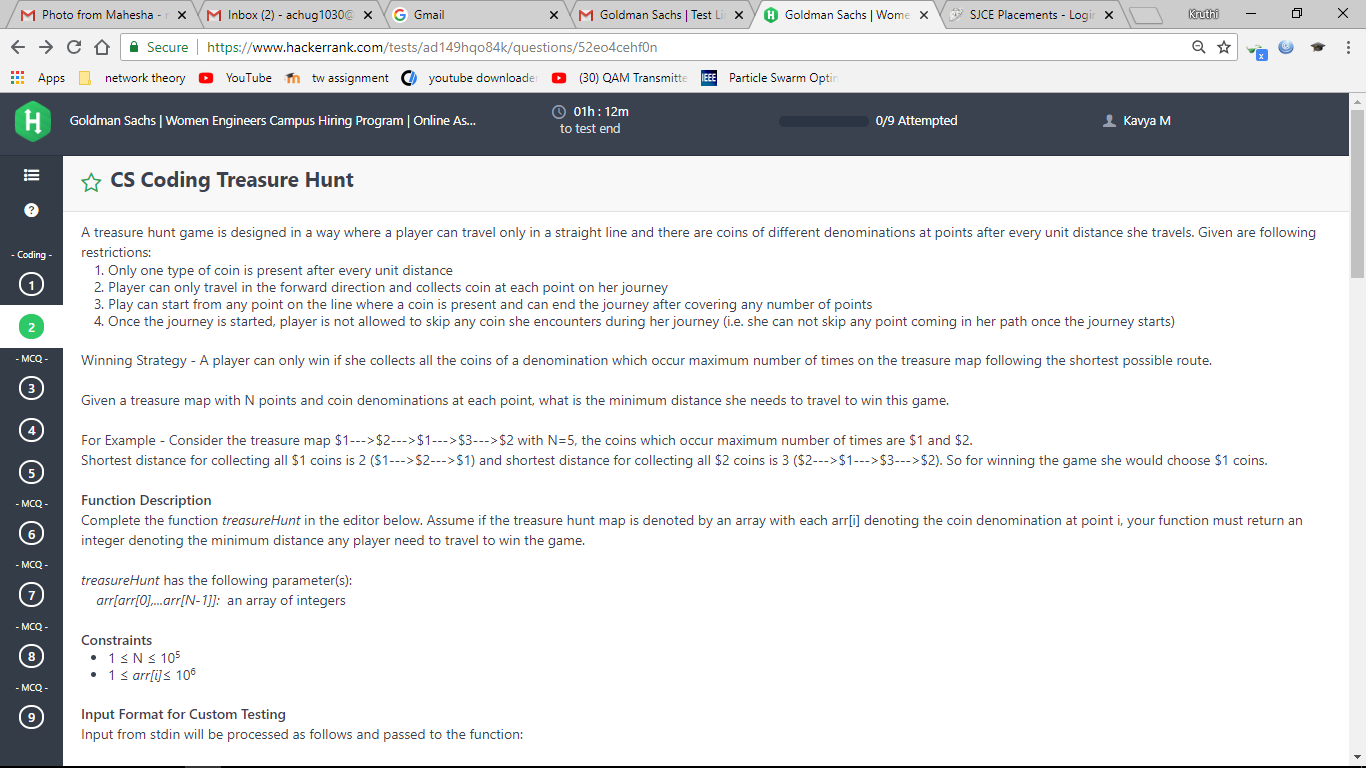 Photo from Mahesha -
Inbox (2) - achug1030@
Gmail
Goldman Sachs | Test Li
Goldman Sachs | Wome
SJCE Placements - Login
Kruthi
Secure
https://www.hackerrank.com/tests/ad149hqo84k/questions/52eo4cehf0n
Apps
network theory
YouTube
tw assignment
youtube downloade
(30) QAM Transmitte
IEEE
Particle Swarm Optim
Goldman Sachs | Women Engineers Campus Hiring Program | Online As...
01h : 12m
to test end
0/9 Attempted
Kavya M
- Coding -
1
2
- MCQ -
3
4
5
- MCQ -
6
- MCQ -
7
- MCQ -
8
- MCQ -
9
CS Coding Treasure Hunt
A treasure hunt game is designed in a way where a player can travel only in a straight line and there are coins of different denominations at points after every unit distance she travels. Given are following
restrictions:
1. Only one type of coin is present after every unit distance
2. Player can only travel in the forward direction and collects coin at each point on her journey
3. Play can start from any point on the line where a coin is present and can end the journey after covering any number of points
4. Once the journey is started, player is not allowed to skip any coin she encounters during her journey (i.e. she can not skip any point coming in her path once the journey starts)
Winning Strategy - A player can only win if she collects all the coins of a denomination which occur maximum number of times on the treasure map following the shortest possible route.
Given a treasure map with N points and coin denominations at each point, what is the minimum distance she needs to travel to win this game.
For Example - Consider the treasure map $1--->$2--->$1--->$3--->$2 with N=5, the coins which occur maximum number of times are $1 and $2.
Shortest distance for collecting all $1 coins is 2 ($1--->$2--->$1) and shortest distance for collecting all $2 coins is 3 ($2--->$1--->$3--->$2). So for winning the game she would choose $1 coins.
Function Description
Complete the function treasureHunt in the editor below. Assume if the treasure hunt map is denoted by an array with each arr[i] denoting the coin denomination at point i, your function must return an
integer denoting the minimum distance any player need to travel to win the game.
treasureHunt has the following parameter(s):
arr[arr[0],...arr[N-1]]: an array of integers
Constraints
• 1 ≤ N ≤ 10⁵
• 1 ≤ arr[i]≤ 10⁶
Input Format for Custom Testing
Input from stdin will be processed as follows and passed to the function: